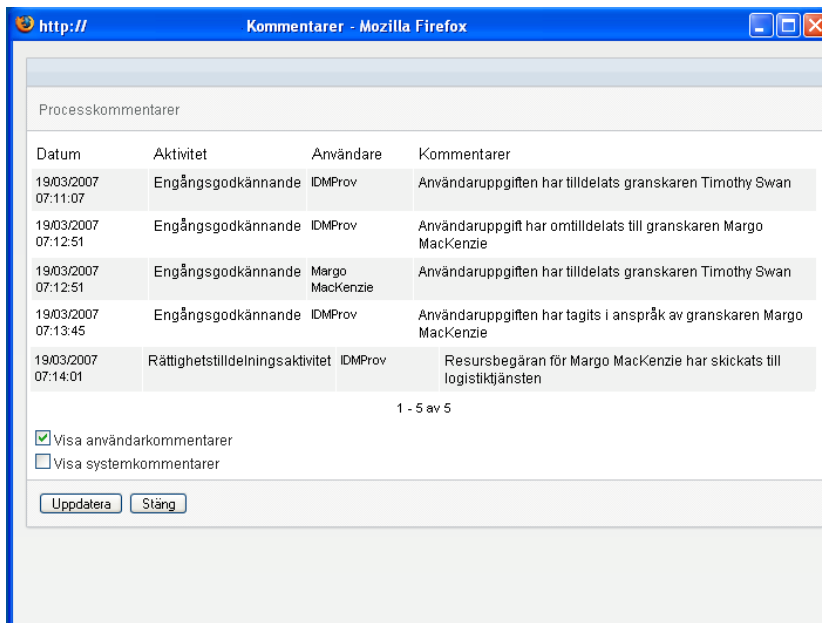 http:// Kommentarer - Mozilla Firefox
Processkommentarer
Datum Aktivitet Användare Kommentarer
19/03/2007 Engångsgodkännande IDMProv Användaruppgiften har tilldelats granskaren Timothy Swan
07:11:07
19/03/2007 Engångsgodkännande IDMProv Användaruppgift har omtilldelats till granskaren Margo
07:12:51 MacKenzie
19/03/2007 Engångsgodkännande Margo Användaruppgiften har tilldelats granskaren Timothy Swan
07:12:51 MacKenzie
19/03/2007 Engångsgodkännande IDMProv Användaruppgiften har tagits i anspråk av granskaren Margo
07:13:45 MacKenzie
19/03/2007 Rättighetstilldelningsaktivitet IDMProv Resursbegäran för Margo MacKenzie har skickats till
07:14:01 logistiktjänsten
1 - 5 av 5
Visa användarkommentarer
Visa systemkommentarer
Uppdatera Stäng